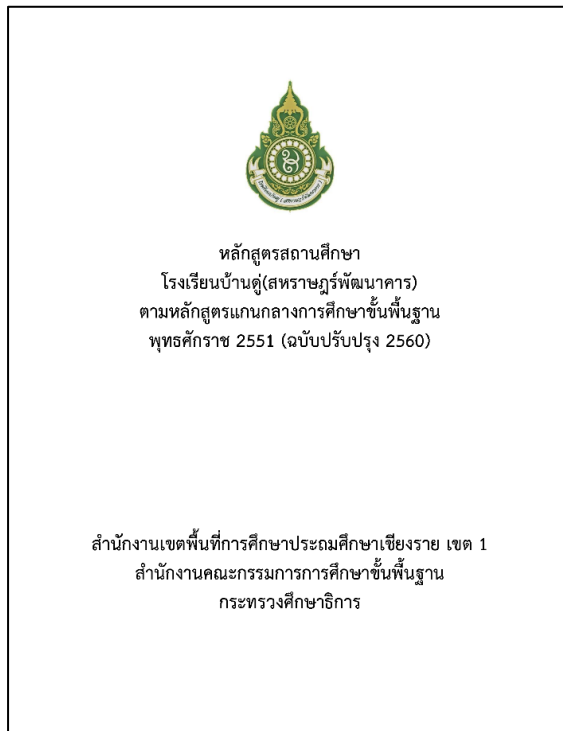 หลักสูตรสถานศึกษา
โรงเรียนบ้านดู่(สหราษฎร์พัฒนาคาร)
ตามหลักสูตรแกนกลางการศึกษาขั้นพื้นฐาน
พุทธศักราช 2551 (ฉบับปรับปรุง 2560)
สำนักงานเขตพื้นที่การศึกษาประถมศึกษาเชียงราย เขต 1
สำนักงานคณะกรรมการการศึกษาขั้นพื้นฐาน
กระทรวงศึกษาธิการ